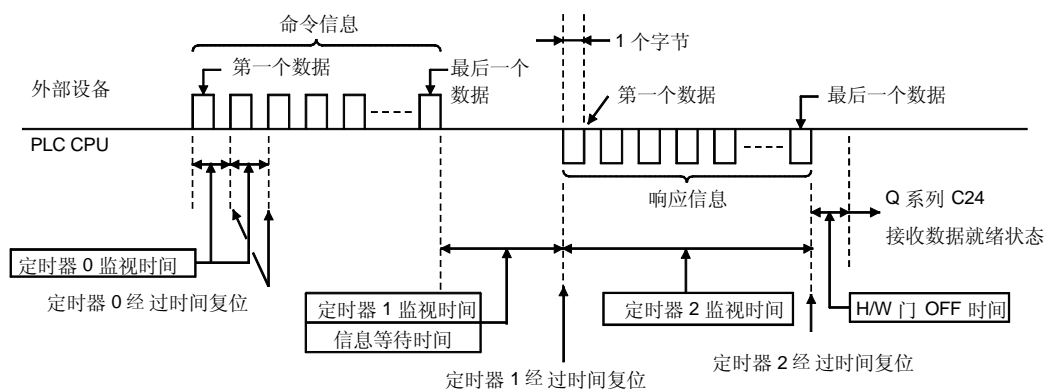 命令信息
1 个字节
第一个数据
最后一个
数据
外部设备
第一个数据
最后一个数据
PLC CPU
响应信息
Q 系列 C24
接收数据就绪状态
定时器 0 监视时间
定时器 0 经 过时间复位
定时器 1 监视时间
信息等待时间
定时器 2 监视时间
H/W 门 OFF 时间
定时器 1 经 过时间复位
定时器 2 经 过时间复位